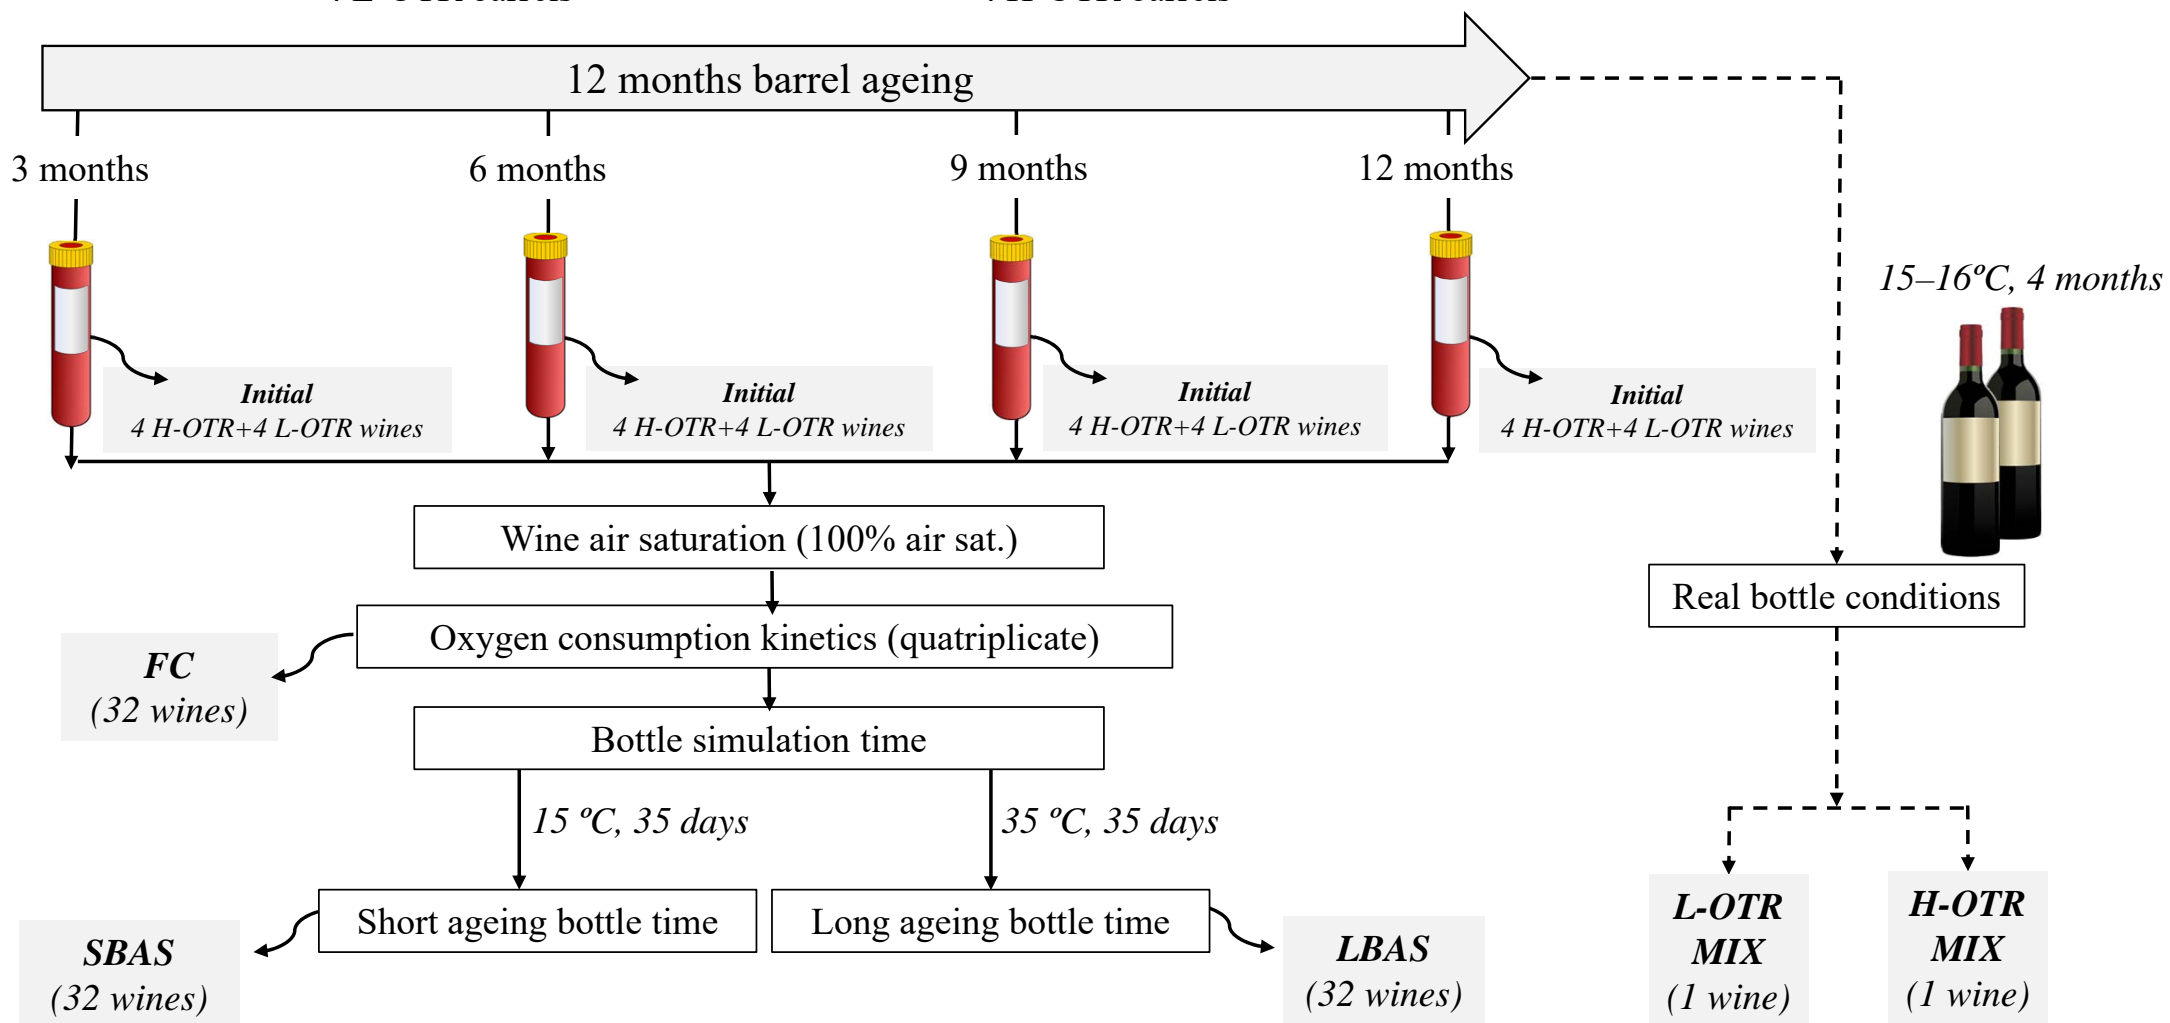 12 months barrel ageing
3 months
6 months
9 months
12 months
15–16ºC, 4 months
Initial
4 H-OTR+4 L-OTR wines
Initial
4 H-OTR+4 L-OTR wines
Initial
4 H-OTR+4 L-OTR wines
Initial
4 H-OTR+4 L-OTR wines
Wine air saturation (100% air sat.)
Real bottle conditions
Oxygen consumption kinetics (quatriplicate)
FC
(32 wines)
Bottle simulation time
15 ºC, 35 days
35 ºC, 35 days
Short ageing bottle time
Long ageing bottle time
SBAS
(32 wines)
LBAS
(32 wines)
L-OTR
MIX
(1 wine)
H-OTR
MIX
(1 wine)